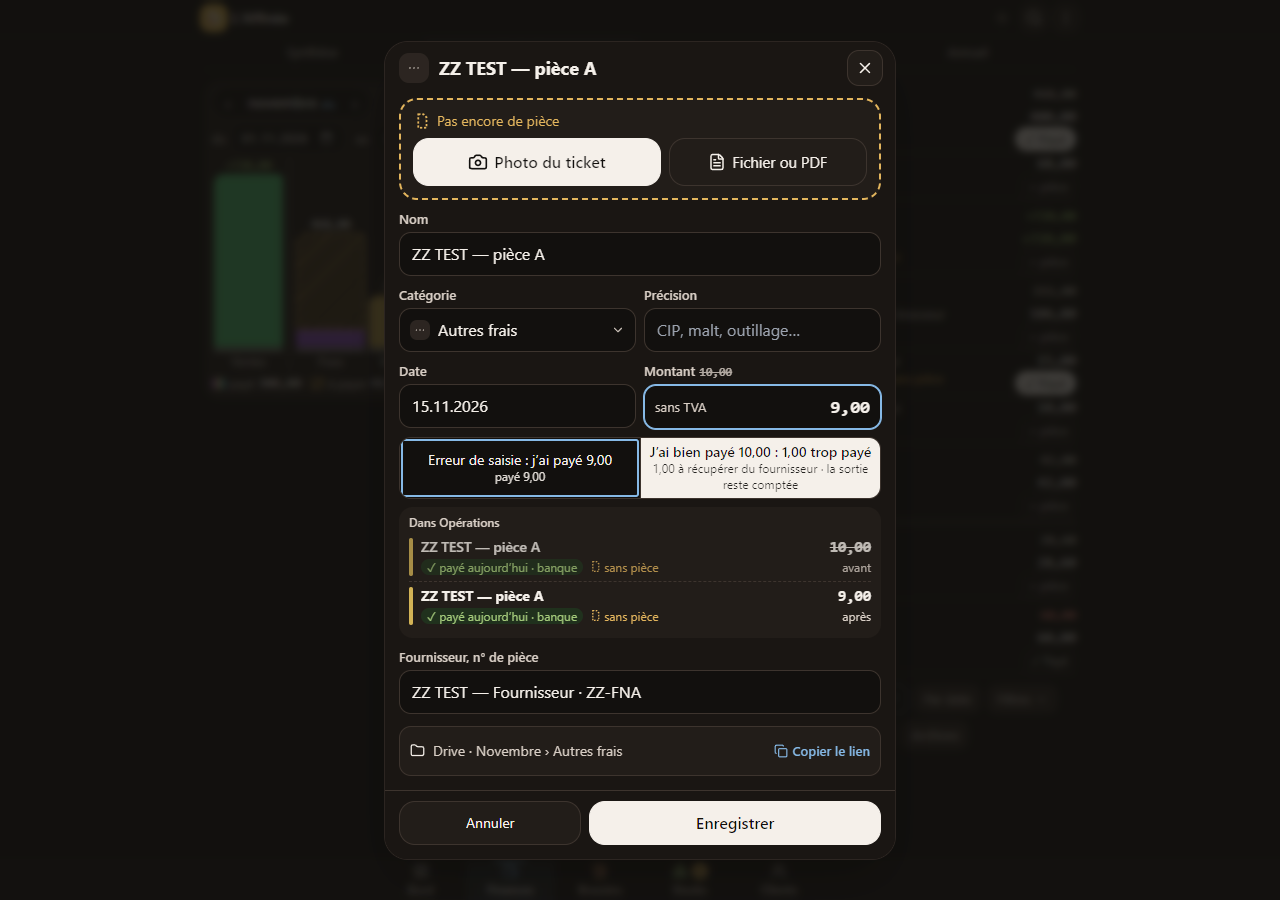 ZZ TEST — pièce A
Pas encore de pièce
Photo du ticket
Fichier ou PDF
Nom
ZZ TEST — pièce A
Catégorie
Précision
Autres frais
CIP, malt, outillage...
Date
Montant 10,00
15.11.2026
sans TVA
9,00
Erreur de saisie : j'ai payé 9,00
payé 9,00
J'ai bien payé 10,00 : 1,00 trop payé
1,00 à récupérer du fournisseur · la sortie
reste comptée
Dans Opérations
ZZ TEST — pièce A
10,00
✓ payé aujourd'hui · banque
sans pièce
avant
ZZ TEST — pièce A
9,00
✓ payé aujourd'hui · banque
sans pièce
après
Fournisseur, n° de pièce
ZZ TEST — Fournisseur · ZZ-FNA
Drive · Novembre › Autres frais
Copier le lien
Annuler
Enregistrer